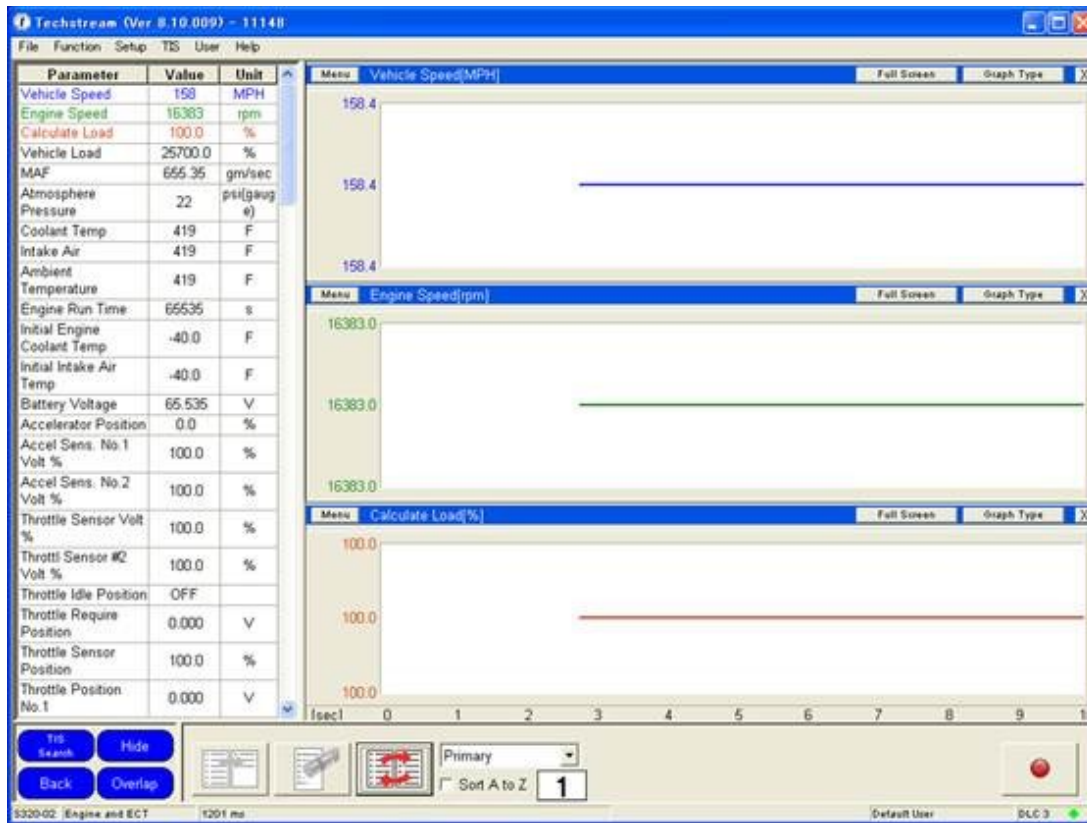 Techstream (Ver 8.10.009) - 11148
File Function Setup TIS User Help
Parameter Value Unit
Vehicle Speed 158 MPH
Engine Speed 16383 rpm
Calculate Load 100.0 %
Vehicle Load 25700.0 %
MAF 655.35 gm/sec
Atmosphere Pressure 22 psi(gauge)
Coolant Temp 419 F
Intake Air 419 F
Ambient Temperature 419 F
Engine Run Time 65535 s
Initial Engine Coolant Temp -40.0 F
Initial Intake Air Temp -40.0 F
Battery Voltage 65.535 V
Accelerator Position 0.0 %
Accel Sens. No.1 Volt % 100.0 %
Accel Sens. No.2 Volt % 100.0 %
Throttle Sensor Volt % 100.0 %
Throttl Sensor #2 Volt % 100.0 %
Throttle Idle Position OFF
Throttle Require Position 0.000 V
Throttle Sensor Position 100.0 %
Throttle Position No.1 0.000 V
Menu Vehicle Speed[MPH] Full Screen Graph Type X
158.4
158.4
158.4
Menu Engine Speed[rpm] Full Screen Graph Type X
16383.0
16383.0
16383.0
Menu Calculate Load[%] Full Screen Graph Type X
100.0
100.0
100.0
[sec] 0 1 2 3 4 5 6 7 8 9 1
TIS Search Hide
Back Overlap
Primary
Sort A to Z 1
S320-02 Engine and ECT 1201 ms Default User DLC 3